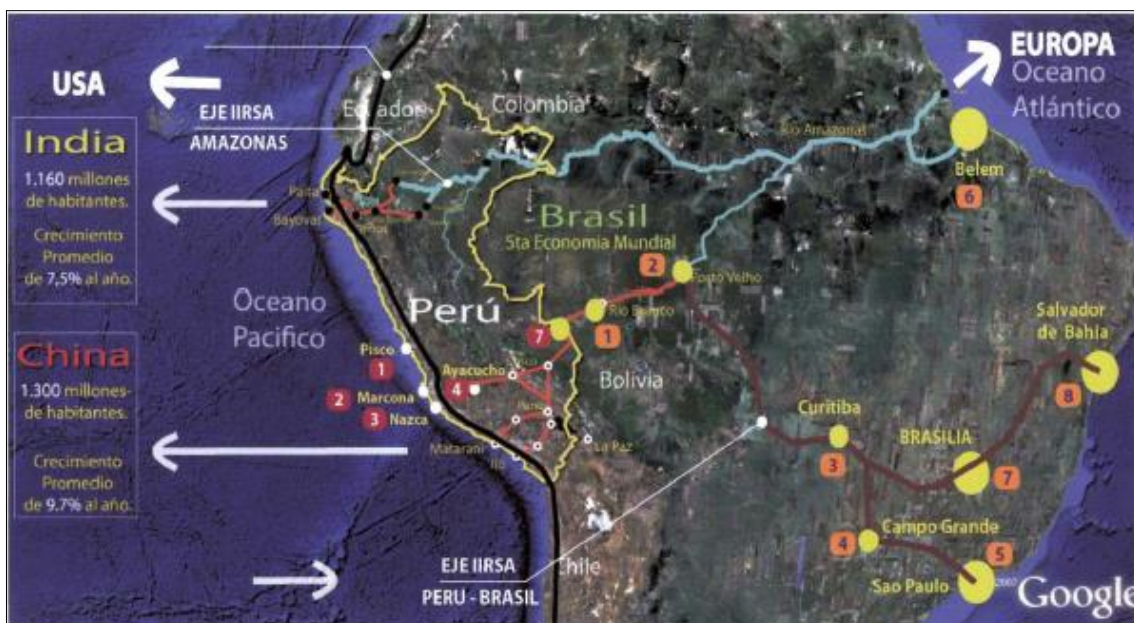 USA
EUROPA
Oceano
Atlántico
India
1.160 millones
de habitantes.
Crecimiento
Promedio
de 7,5% al año.
EJE IIRSA
AMAZONAS
Ecuador
Colombia
Rio Amazonas
Belem
6
Paita
Bayovar
Brasil
5ta Economia Mundial
2
Porto Velho
Oceano
Pacifico
Perú
7
Rio Branco
1
Salvador
de Bahía
8
China
1.300 millones-
de habitantes.
Crecimiento
Promedio
de 9.7% al año.
Pisco
1
Ayacucho
4
2
Marcona
3
Nazca
Bolivia
Matarani
Ilo
La Paz
Curitiba
3
BRASILIA
7
4
Campo Grande
5
Sao Paulo
EJE IIRSA
PERU - BRASIL
Chile
Google